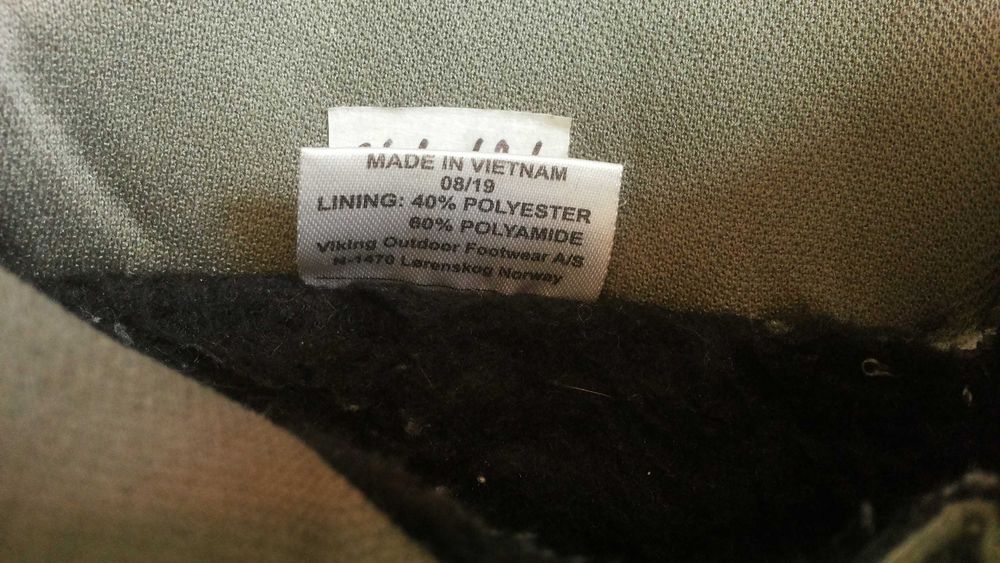 MADE IN VIETNAM
08/19
LINING: 40% POLYESTER
60% POLYAMIDE
Viking Outdoor Footwear A/S
N-1470 Lørenskog Norway